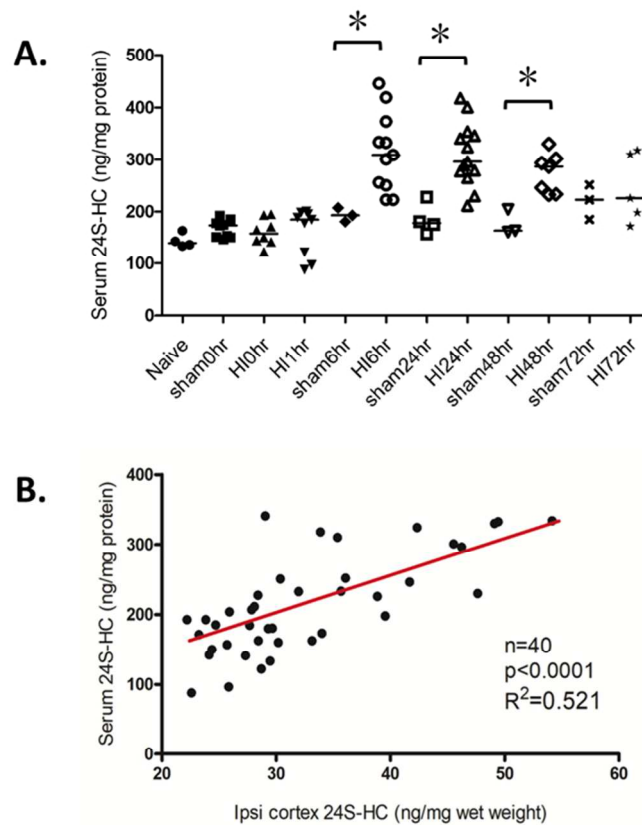 A.
* * *
Serum 24S-HC (ng/mg protein)
500
400
300
200
100
0
Naive
sham0hr
HI0hr
HI1hr
sham6hr
HI6hr
sham24hr
HI24hr
sham48hr
HI48hr
sham72hr
HI72hr
B.
Serum 24S-HC (ng/mg protein)
400
300
200
100
0
n=40
p<0.0001
R²=0.521
20 30 40 50 60
Ipsi cortex 24S-HC (ng/mg wet weight)